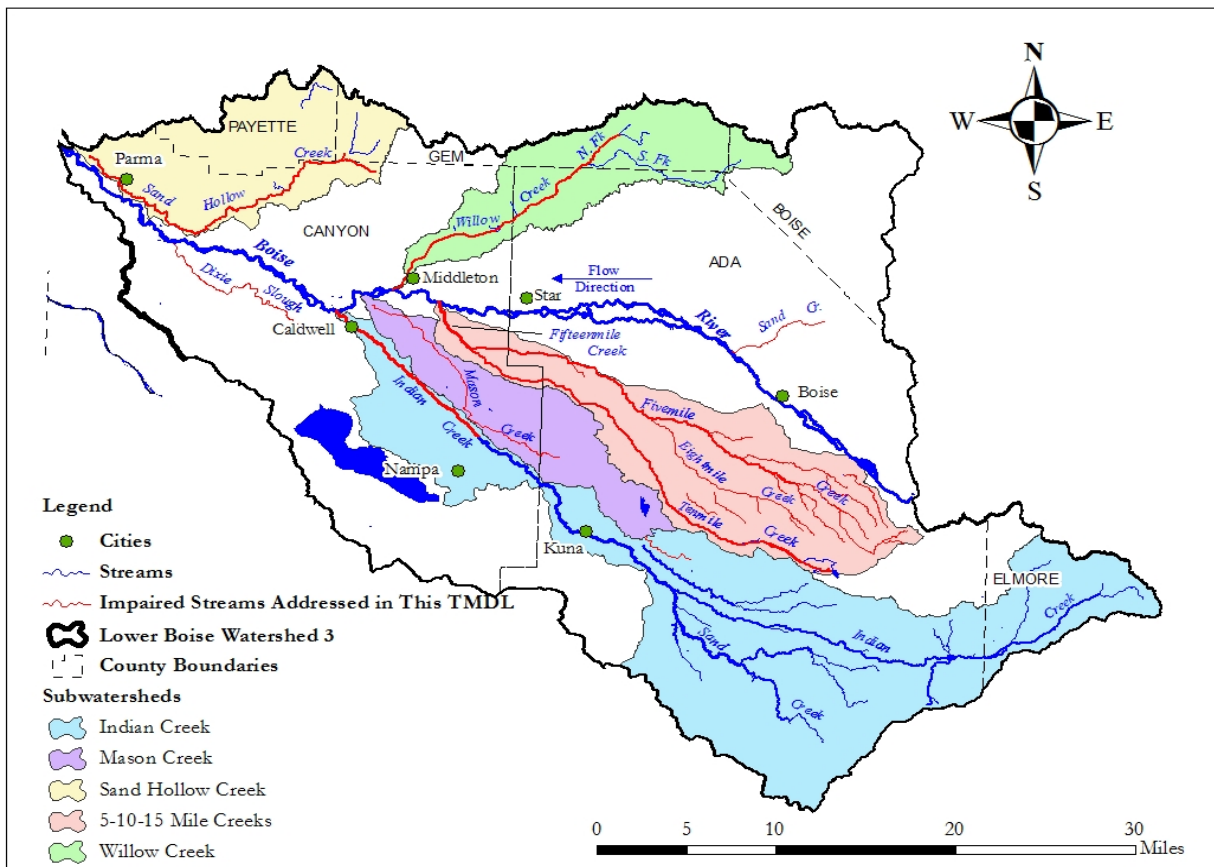 N
W
E
S
PAYETTE
GEM
Parma
Creek
Sand
Hollow
N. Fk
S. Fk
Creek
Willow
CANYON
BOISE
ADA
Boise
Middleton
Flow
Direction
Star
Dixie
Slough
River
Sand G.
Caldwell
Fifteenmile
Creek
Boise
Indian
Creek
Mason
Creek
Fivemile
Creek
Eightmile
Creek
Tenmile
Creek
Nampa
Kuna
ELMORE
Creek
Indian
Sand
Creek
Legend
Cities
Streams
Impaired Streams Addressed in This TMDL
Lower Boise Watershed 3
County Boundaries
Subwatersheds
Indian Creek
Mason Creek
Sand Hollow Creek
5-10-15 Mile Creeks
Willow Creek
0 5 10 20 30
Miles